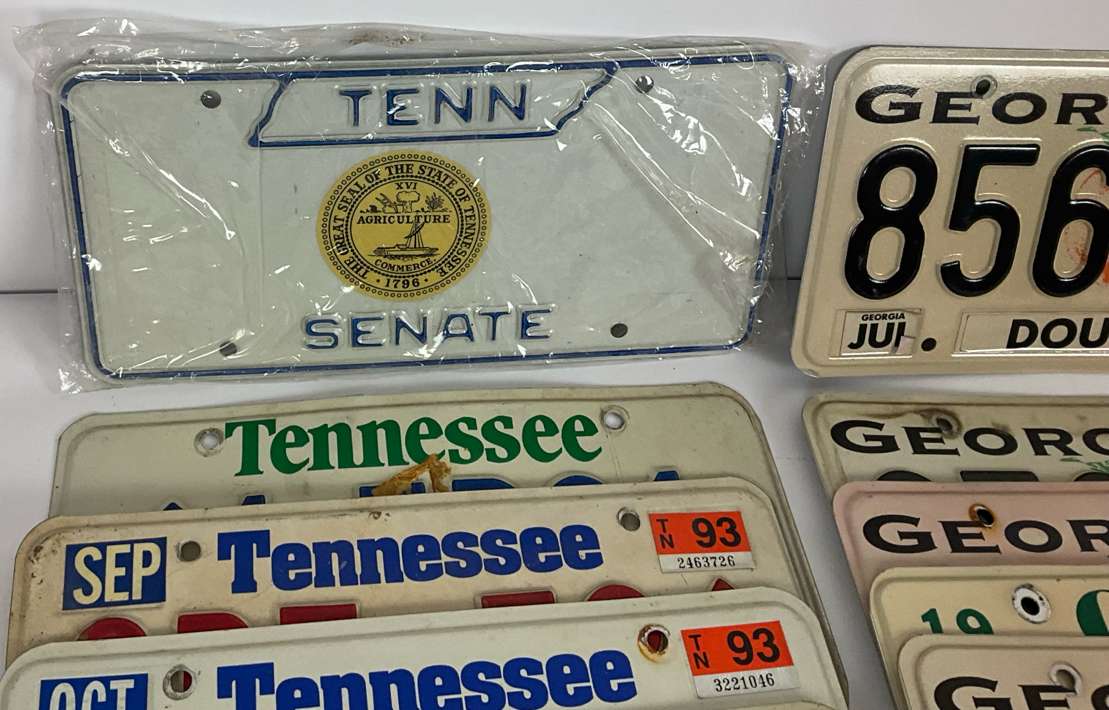 TENN
THE GREAT SEAL OF THE STATE OF TENNESSEE
XVI
AGRICULTURE
COMMERCE
1796
SENATE
GEOR
856
GEORGIA
JUL.
DOU
Tennessee
SEP
Tennessee
TN 93
2463726
OCT
Tennessee
TN 93
3221046
GEORG
GEOR
19
GEO